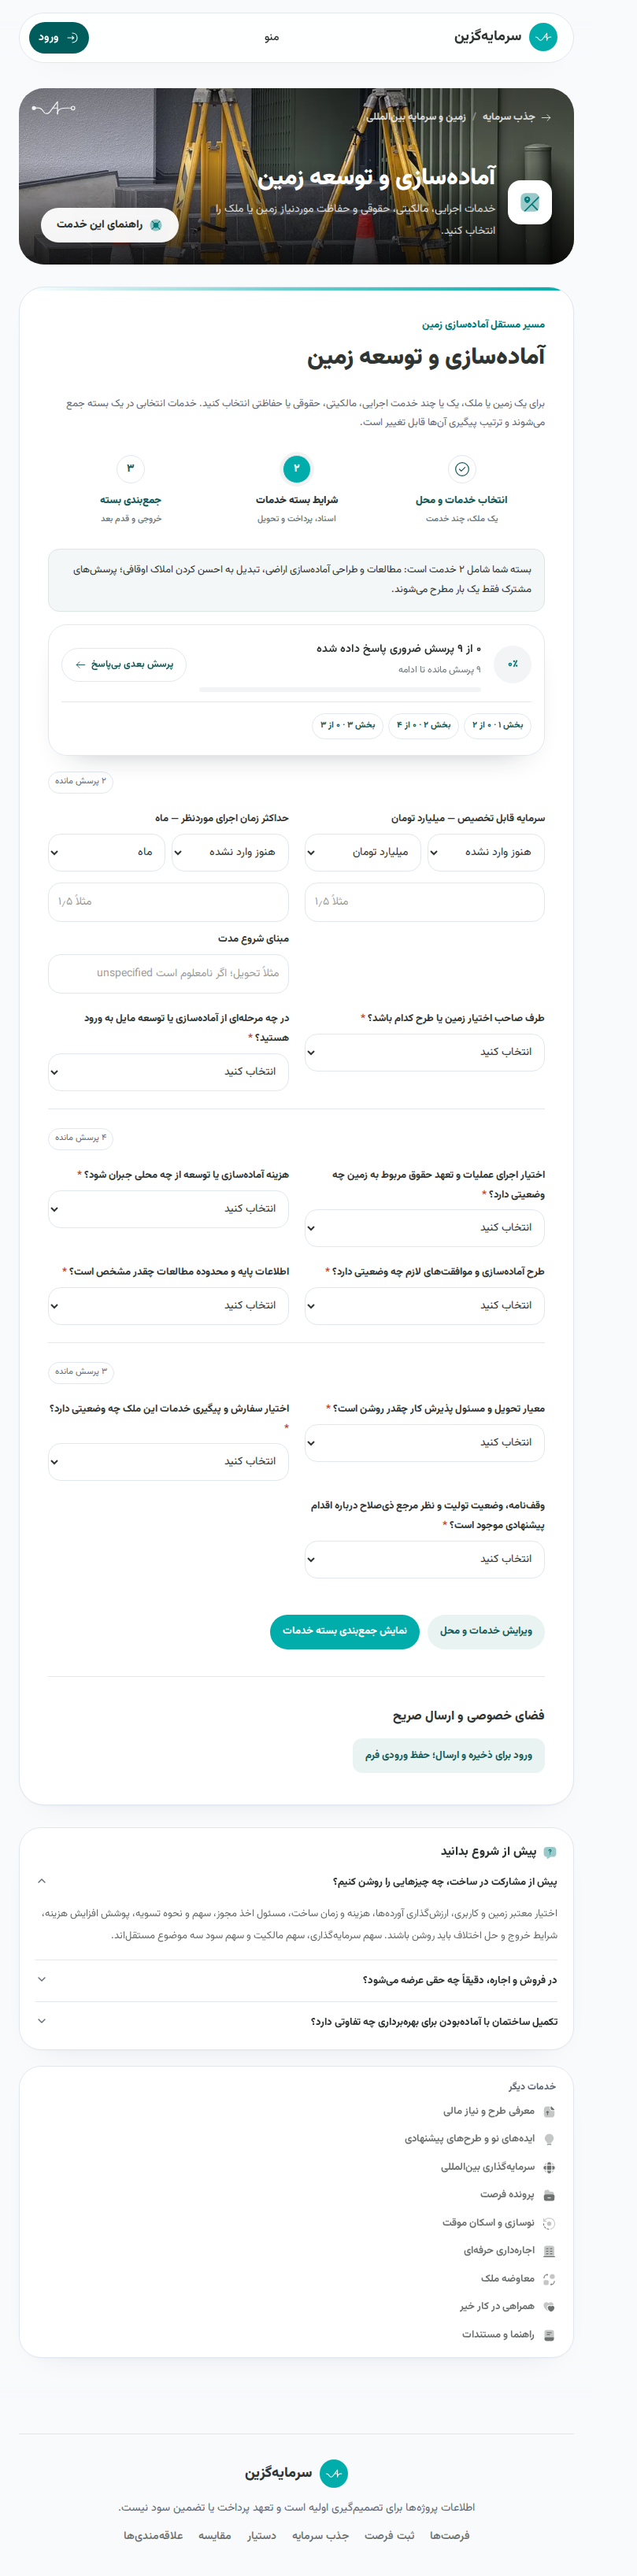 سرمایه‌گزین
منو
ورود
جذب سرمایه / زمین و سرمایه بین‌المللی
آماده‌سازی و توسعه زمین
خدمات اجرایی، مالکیتی، حقوقی و حفاظت موردنیاز زمین یا ملک را
انتخاب کنید.
راهنمای این خدمت
مسیر مستقل آماده‌سازی زمین
آماده‌سازی و توسعه زمین
برای یک زمین یا ملک، یک یا چند خدمت اجرایی، مالکیتی، حقوقی یا حفاظتی انتخاب کنید. خدمات انتخابی در یک بسته جمع
می‌شوند و ترتیب پیگیری آن‌ها قابل تغییر است.
انتخاب خدمات و محل
یک ملک، چند خدمت
۲
شرایط بسته خدمات
اسناد، پرداخت و تحویل
۳
جمع‌بندی بسته
خروجی و قدم بعد
بسته شما شامل ۲ خدمت است: مطالعات و طراحی آماده‌سازی اراضی، تبدیل به احسن کردن املاک اوقافی؛ پرسش‌های
مشترک فقط یک بار مطرح می‌شوند.
۰٪
۰ از ۹ پرسش ضروری پاسخ داده شده
۹ پرسش مانده تا ادامه
پرسش بعدی بی‌پاسخ
بخش ۱ · ۰ از ۲
بخش ۲ · ۰ از ۴
بخش ۳ · ۰ از ۳
۲ پرسش مانده
سرمایه قابل تخصیص — میلیارد تومان
هنوز وارد نشده
میلیارد تومان
مثلاً ۱٫۵
حداکثر زمان اجرای موردنظر — ماه
هنوز وارد نشده
ماه
مثلاً ۱٫۵
مبنای شروع مدت
مثلاً تحویل؛ اگر نامعلوم است unspecified
طرف صاحب اختیار زمین یا طرح کدام باشد؟ *
انتخاب کنید
در چه مرحله‌ای از آماده‌سازی یا توسعه مایل به ورود
هستید؟ *
انتخاب کنید
۴ پرسش مانده
اختیار اجرای عملیات و تعهد حقوق مربوط به زمین چه
وضعیتی دارد؟ *
انتخاب کنید
هزینه آماده‌سازی یا توسعه از چه محلی جبران شود؟ *
انتخاب کنید
طرح آماده‌سازی و موافقت‌های لازم چه وضعیتی دارد؟ *
انتخاب کنید
اطلاعات پایه و محدوده مطالعات چقدر مشخص است؟ *
انتخاب کنید
۳ پرسش مانده
معیار تحویل و مسئول پذیرش کار چقدر روشن است؟ *
انتخاب کنید
اختیار سفارش و پیگیری خدمات این ملک چه وضعیتی دارد؟
*
انتخاب کنید
وقف‌نامه، وضعیت تولیت و نظر مرجع ذی‌صلاح درباره اقدام
پیشنهادی موجود است؟ *
انتخاب کنید
ویرایش خدمات و محل
نمایش جمع‌بندی بسته خدمات
فضای خصوصی و ارسال صریح
ورود برای ذخیره و ارسال؛ حفظ ورودی فرم
پیش از شروع بدانید
پیش از مشارکت در ساخت، چه چیزهایی را روشن کنیم؟
اختیار معتبر زمین و کاربری، ارزش‌گذاری آورده‌ها، هزینه و زمان ساخت، مسئول اخذ مجوز، سهم و نحوه تسویه، پوشش افزایش هزینه،
شرایط خروج و حل اختلاف باید روشن باشند. سهم سرمایه‌گذاری، سهم مالکیت و سهم سود سه موضوع مستقل‌اند.
در فروش و اجاره، دقیقاً چه حقی عرضه می‌شود؟
تکمیل ساختمان با آماده‌بودن برای بهره‌برداری چه تفاوتی دارد؟
خدمات دیگر
معرفی طرح و نیاز مالی
ایده‌های نو و طرح‌های پیشنهادی
سرمایه‌گذاری بین‌المللی
پرونده فرصت
نوسازی و اسکان موقت
اجاره‌داری حرفه‌ای
معاوضه ملک
همراهی در کار خیر
راهنما و مستندات
سرمایه‌گزین
اطلاعات پروژه‌ها برای تصمیم‌گیری اولیه است و تعهد پرداخت یا تضمین سود نیست.
فرصت‌ها
ثبت فرصت
جذب سرمایه
دستیار
مقایسه
علاقه‌مندی‌ها